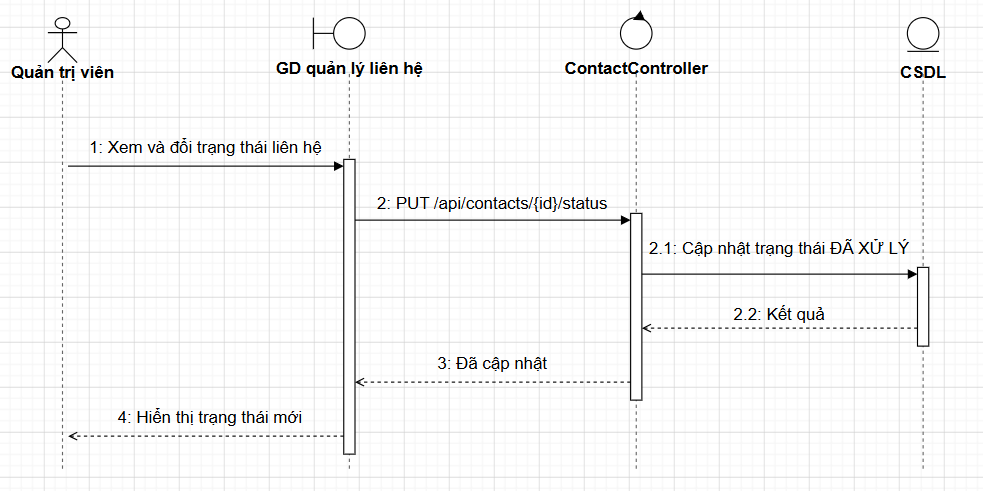 Quản trị viên
GD quản lý liên hệ
ContactController
CSDL
1: Xem và đổi trạng thái liên hệ
2: PUT /api/contacts/{id}/status
2.1: Cập nhật trạng thái ĐÃ XỬ LÝ
2.2: Kết quả
3: Đã cập nhật
4: Hiển thị trạng thái mới